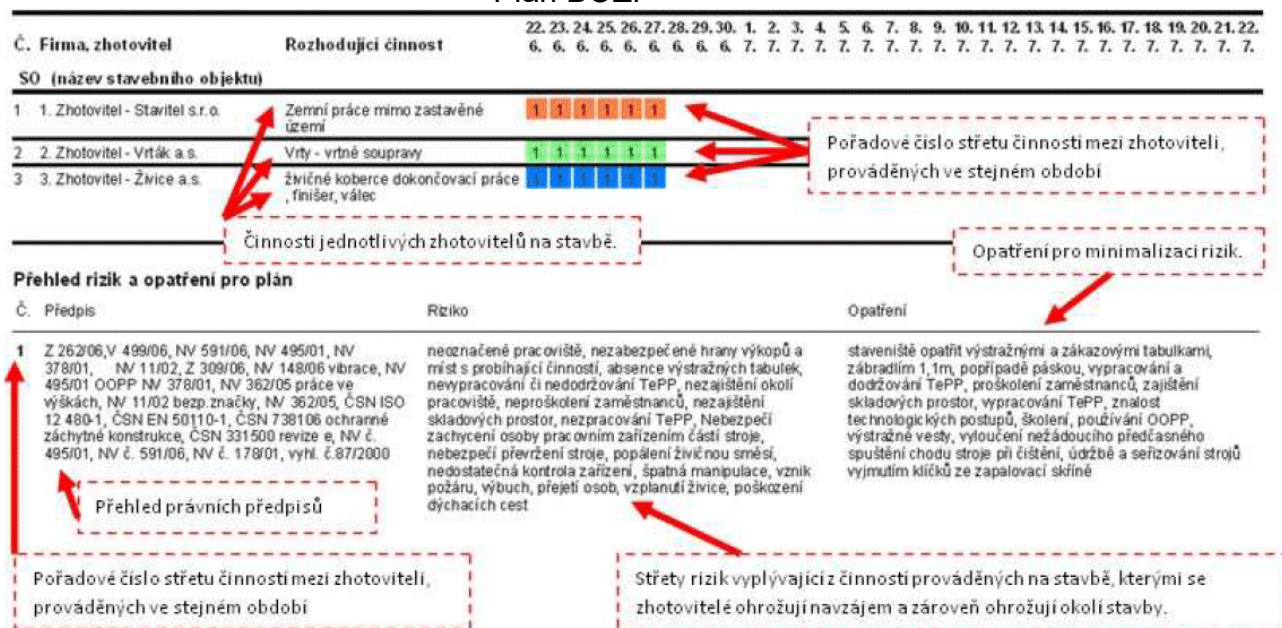 Plán BOZP
22. 23. 24. 25. 26. 27. 28. 29. 30. 1. 2. 3. 4. 5. 6. 7. 8. 9. 10. 11. 12. 13. 14. 15. 16. 17. 18. 19. 20. 21. 22.
Č. Firma, zhotovitel Rozhodující činnost 6. 6. 6. 6. 6. 6. 6. 6. 6. 7. 7. 7. 7. 7. 7. 7. 7. 7. 7. 7. 7. 7. 7. 7. 7. 7. 7. 7. 7. 7. 7.
SO (název stavebního objektu)
1 1. Zhotovitel - Stavitel s.r.o. Zemní práce mimo zastavěné území 1 1 1 1 1 1
2 2. Zhotovitel - Vrták a.s. Vrty - vrtné soupravy 1 1 1 1 1 1
3 3. Zhotovitel - Živice a.s. živičné koberce dokončovací práce , finišer, válec 1 1 1 1 1 1
Pořadové číslo střetu činností mezi zhotoviteli,
prováděných ve stejném období
Činnosti jednotlivých zhotovitelů na stavbě.
Opatření pro minimalizaci rizik.
Přehled rizik a opatření pro plán
Č. Předpis Riziko Opatření
1 Z 262/06,V 499/06, NV 591/06, NV 495/01, NV
378/01, NV 11/02, Z 309/06, NV 148/06 vibrace, NV
495/01 OOPP NV 378/01, NV 362/05 práce ve
výškách, NV 11/02 bezp.značky, NV 362/05, ČSN ISO
12 480-1, ČSN EN 50110-1, ČSN 738106 ochranné
záchytné konstrukce, ČSN 331500 revize e, NV č.
495/01, NV č. 591/06, NV č. 178/01, vyhl. č.87/2000
neoznačené pracoviště, nezabezpečené hrany výkopů a
míst s probíhající činností, absence výstražných tabulek,
nevypracování či nedodržování TePP, nezajištění okolí
pracoviště, neproškolení zaměstnanců, nezajištění
skladových prostor, nezpracování TePP, Nebezpečí
zachycení osoby pracovním zařízením částí stroje,
nebezpečí převržení stroje, popálení živičnou směsí,
nedostatečná kontrola zařízení, špatná manipulace, vznik
požáru, výbuch, přejetí osob, vzplanutí živice, poškození
dýchacích cest
staveniště opatřit výstražnými a zákazovými tabulkami,
zábradlím 1,1m, popřípadě páskou, vypracování a
dodržování TePP, proškolení zaměstnanců, zajištění
skladových prostor, vypracování TePP, znalost
technologických postupů, školení, používání OOPP,
výstražné vesty, vyloučení nežádoucího předčasného
spuštění chodu stroje při čištění, údržbě a seřizování strojů
vyjmutím klíčků ze zapalovací skříně
Přehled právních předpisů
Pořadové číslo střetu činností mezi zhotoviteli,
prováděných ve stejném období
Střety rizik vyplývající z činností prováděných na stavbě, kterými se
zhotovitelé ohrožují navzájem a zároveň ohrožují okolí stavby.